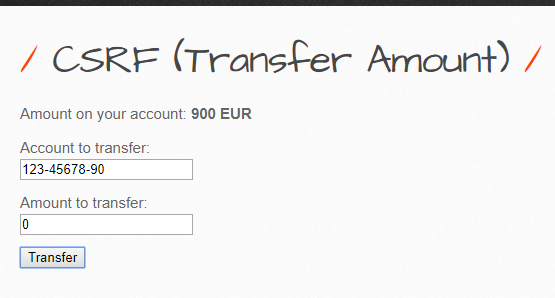 / CSRF (Transfer Amount) /
Amount on your account: 900 EUR
Account to transfer:
123-45678-90
Amount to transfer:
0
Transfer